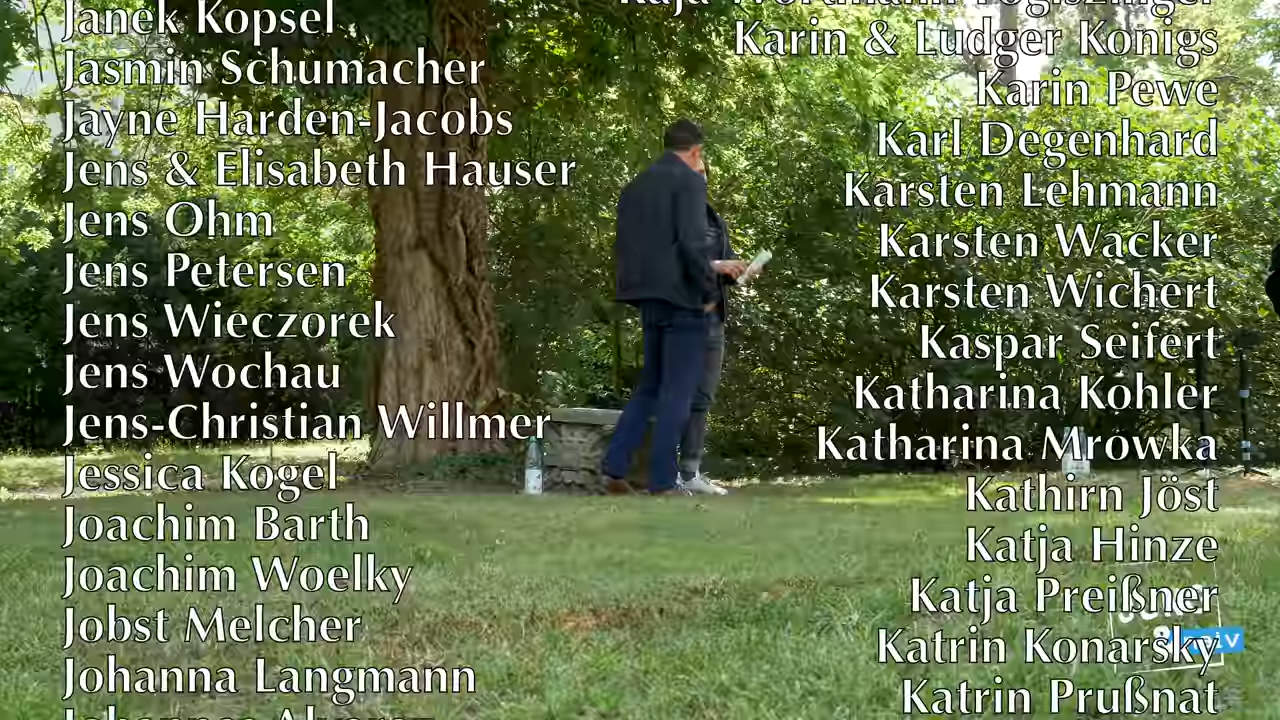 Janek Kopsel
Jasmin Schumacher
Jayne Harden-Jacobs
Jens & Elisabeth Hauser
Jens Ohm
Jens Petersen
Jens Wieczorek
Jens Wochau
Jens-Christian Willmer
Jessica Kogel
Joachim Barth
Joachim Woelky
Jobst Melcher
Johanna Langmann
Karin & Ludger Konigs
Karin Pewe
Karl Degenhard
Karsten Lehmann
Karsten Wacker
Karsten Wichert
Kaspar Seifert
Katharina Kohler
Katharina Mrowka
Kathirn Jöst
Katja Hinze
Katja Preißner
Katrin Konarsky
Katrin Prußnat